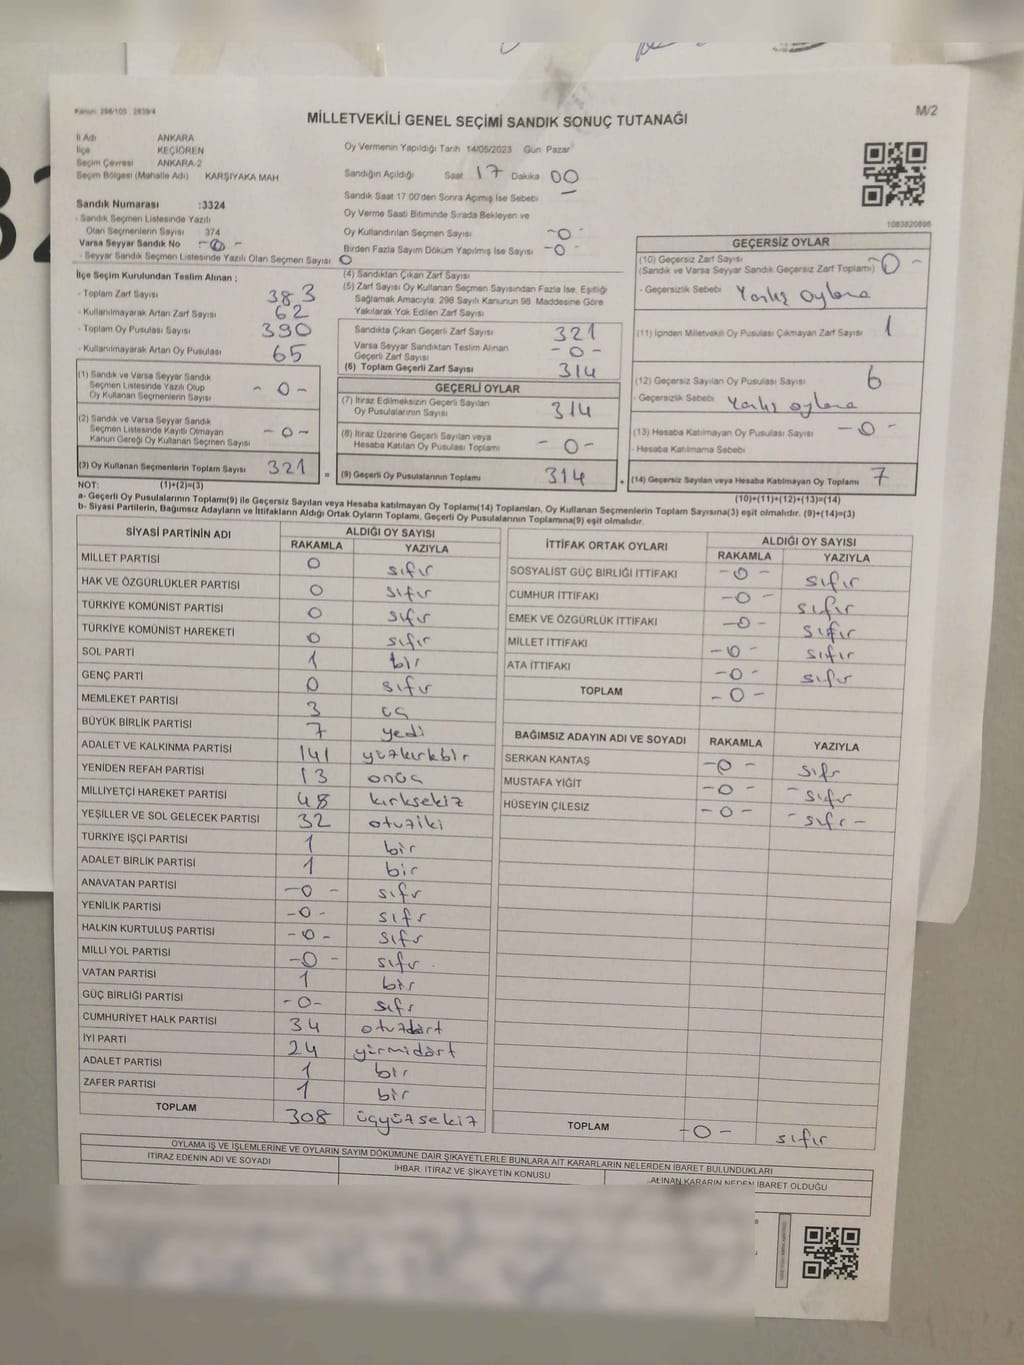 Kanun: 298/105 , 2839/4
M/2
MİLLETVEKİLİ GENEL SEÇİMİ SANDIK SONUÇ TUTANAĞI
İl Adı ANKARA
İlçe KEÇİÖREN
Seçim Çevresi ANKARA-2
Seçim Bölgesi (Mahalle Adı) KARŞIYAKA MAH
Sandık Numarası :3324
- Sandık Seçmen Listesinde Yazılı
Olan Seçmenlerin Sayısı 374
Varsa Seyyar Sandık No -0-
- Seyyar Sandık Seçmen Listesinde Yazılı Olan Seçmen Sayısı 0
Oy Vermenin Yapıldığı Tarih 14/05/2023 Gün Pazar
Sandığın Açıldığı Saat 17 Dakika 00
Sandık Saat 17 00'den Sonra Açılmış İse Sebebi —
Oy Verme Saati Bitiminde Sırada Bekleyen ve
Oy Kullandırılan Seçmen Sayısı -0-
Birden Fazla Sayım Döküm Yapılmış İse Sayısı -0-
1083820896
İlçe Seçim Kurulundan Teslim Alınan ;
- Toplam Zarf Sayısı 383
- Kullanılmayarak Artan Zarf Sayısı 62
- Toplam Oy Pusulası Sayısı 390
- Kullanılmayarak Artan Oy Pusulası 65
(1) Sandık ve Varsa Seyyar Sandık
Seçmen Listesinde Yazılı Olup
Oy Kullanan Seçmenlerin Sayısı -0-
(2) Sandık ve Varsa Seyyar Sandık
Seçmen Listesinde Kayıtlı Olmayan
Kanun Gereği Oy Kullanan Seçmen Sayısı -0-
(3) Oy Kullanan Seçmenlerin Toplam Sayısı 321
(4) Sandıktan Çıkan Zarf Sayısı
(5) Zarf Sayısı Oy Kullanan Seçmen Sayısından Fazla İse, Eşitliği
Sağlamak Amacıyla, 298 Sayılı Kanunun 98. Maddesine Göre
Yakılarak Yok Edilen Zarf Sayısı
Sandıkta Çıkan Geçerli Zarf Sayısı 321
Varsa Seyyar Sandıktan Teslim Alınan
Geçerli Zarf Sayısı -0-
(6) Toplam Geçerli Zarf Sayısı 314
GEÇERLİ OYLAR
(7) İtiraz Edilmeksizin Geçerli Sayılan
Oy Pusulalarının Sayısı 314
(8) İtiraz Üzerine Geçerli Sayılan veya
Hesaba Katılan Oy Pusulası Toplamı -0-
= (9) Geçerli Oy Pusulalarının Toplamı 314
GEÇERSİZ OYLAR
(10) Geçersiz Zarf Sayısı
(Sandık ve Varsa Seyyar Sandık Geçersiz Zarf Toplamı) -0-
- Geçersizlik Sebebi Yanlış Oylama
(11) İçinden Milletvekili Oy Pusulası Çıkmayan Zarf Sayısı 1
(12) Geçersiz Sayılan Oy Pusulası Sayısı 6
- Geçersizlik Sebebi Yanlış oylama
(13) Hesaba Katılmayan Oy Pusulası Sayısı -0-
- Hesaba Katılmama Sebebi
+ (14) Geçersiz Sayılan veya Hesaba Katılmayan Oy Toplamı 7
NOT: (1)+(2)=(3)
(10)+(11)+(12)+(13)=(14)
a- Geçerli Oy Pusulalarının Toplamı(9) ile Geçersiz Sayılan veya Hesaba katılmayan Oy Toplamı(14) Toplamları, Oy Kullanan Seçmenlerin Toplam Sayısına(3) eşit olmalıdır. (9)+(14)=(3)
b- Siyasi Partilerin, Bağımsız Adayların ve İttifakların Aldığı Ortak Oyların Toplamı, Geçerli Oy Pusulalarının Toplamına(9) eşit olmalıdır.
SİYASİ PARTİNİN ADI ALDIĞI OY SAYISI
RAKAMLA YAZIYLA
MİLLET PARTİSİ 0 sıfır
HAK VE ÖZGÜRLÜKLER PARTİSİ 0 sıfır
TÜRKİYE KOMÜNİST PARTİSİ 0 sıfır
TÜRKİYE KOMÜNİST HAREKETİ 0 sıfır
SOL PARTİ 1 bir
GENÇ PARTİ 0 sıfır
MEMLEKET PARTİSİ 3 üç
BÜYÜK BİRLİK PARTİSİ 7 yedi
ADALET VE KALKINMA PARTİSİ 141 yüzkırkbir
YENİDEN REFAH PARTİSİ 13 onüç
MİLLİYETÇİ HAREKET PARTİSİ 48 kırksekiz
YEŞİLLER VE SOL GELECEK PARTİSİ 32 otuziki
TÜRKİYE İŞÇİ PARTİSİ 1 bir
ADALET BİRLİK PARTİSİ 1 bir
ANAVATAN PARTİSİ -0- sıfır
YENİLİK PARTİSİ -0- sıfır
HALKIN KURTULUŞ PARTİSİ -0- sıfır
MİLLİ YOL PARTİSİ -0- sıfır
VATAN PARTİSİ 1 bir
GÜÇ BİRLİĞİ PARTİSİ -0- sıfır
CUMHURİYET HALK PARTİSİ 34 otuzdört
İYİ PARTİ 24 yirmidört
ADALET PARTİSİ 1 bir
ZAFER PARTİSİ 1 bir
TOPLAM 308 üçyüzsekiz
İTTİFAK ORTAK OYLARI ALDIĞI OY SAYISI
RAKAMLA YAZIYLA
SOSYALİST GÜÇ BİRLİĞİ İTTİFAKI -0- sıfır
CUMHUR İTTİFAKI -0- sıfır
EMEK VE ÖZGÜRLÜK İTTİFAKI -0- sıfır
MİLLET İTTİFAKI -0- sıfır
ATA İTTİFAKI -0- sıfır
TOPLAM -0-
BAĞIMSIZ ADAYIN ADI VE SOYADI RAKAMLA YAZIYLA
SERKAN KANTAŞ -0- sıfır
MUSTAFA YİĞİT -0- -sıfır
HÜSEYİN ÇİLESİZ -0- -sıfır-
TOPLAM -0- sıfır
OYLAMA İŞ VE İŞLEMLERİNE VE OYLARIN SAYIM DÖKÜMÜNE DAİR ŞİKAYETLERLE BUNLARA AİT KARARLARIN NELERDEN İBARET BULUNDUKLARI
İTİRAZ EDENİN ADI VE SOYADI İHBAR, İTİRAZ VE ŞİKAYETİN KONUSU ALINAN KARARIN NEDEN İBARET OLDUĞU